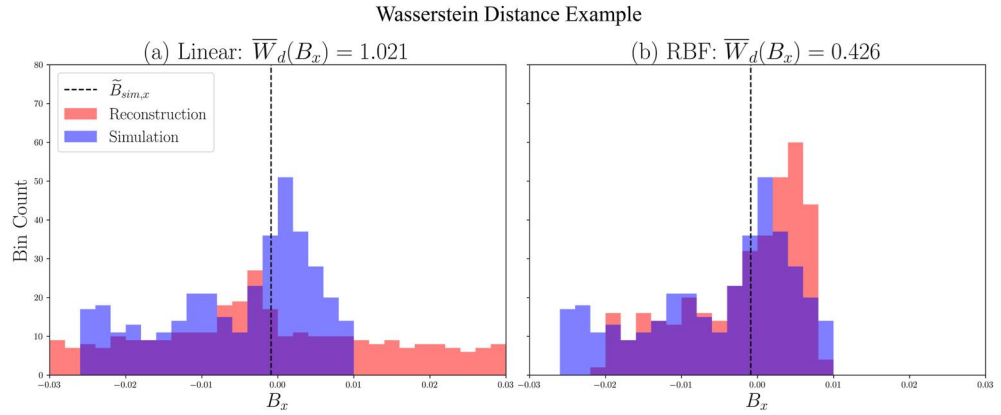 Wasserstein Distance Example
(a) Linear: W̅_d(B_x) = 1.021
(b) RBF: W̅_d(B_x) = 0.426
80
70
60
50
40
30
20
10
0
Bin Count
B̃_{sim,x}
Reconstruction
Simulation
−0.03 −0.02 −0.01 0.00 0.01 0.02 0.03
−0.03 −0.02 −0.01 0.00 0.01 0.02 0.03
B_x
B_x